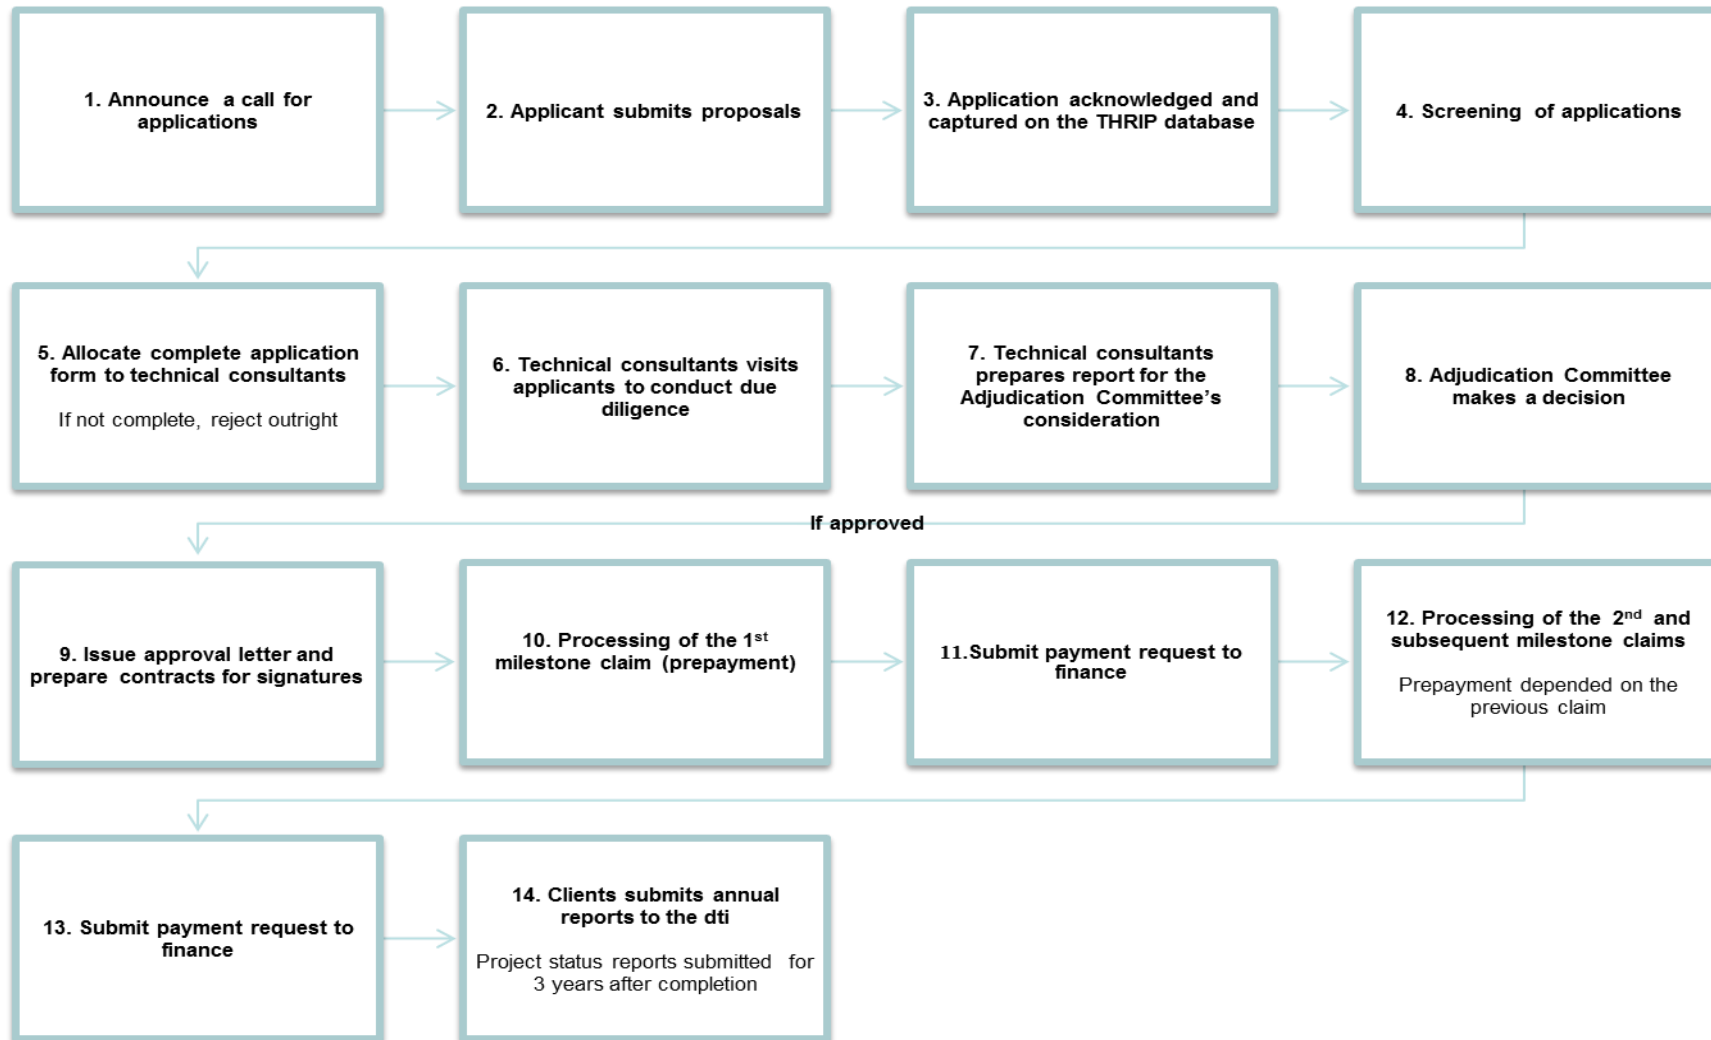 1. Announce a call for
applications
2. Applicant submits proposals
3. Application acknowledged and
captured on the THRIP database
4. Screening of applications
5. Allocate complete application
form to technical consultants
If not complete, reject outright
6. Technical consultants visits
applicants to conduct due
diligence
7. Technical consultants
prepares report for the
Adjudication Committee’s
consideration
8. Adjudication Committee
makes a decision
If approved
9. Issue approval letter and
prepare contracts for signatures
10. Processing of the 1st
milestone claim (prepayment)
11.Submit payment request to
finance
12. Processing of the 2nd and
subsequent milestone claims
Prepayment depended on the
previous claim
13. Submit payment request to
finance
14. Clients submits annual
reports to the dti
Project status reports submitted for
3 years after completion